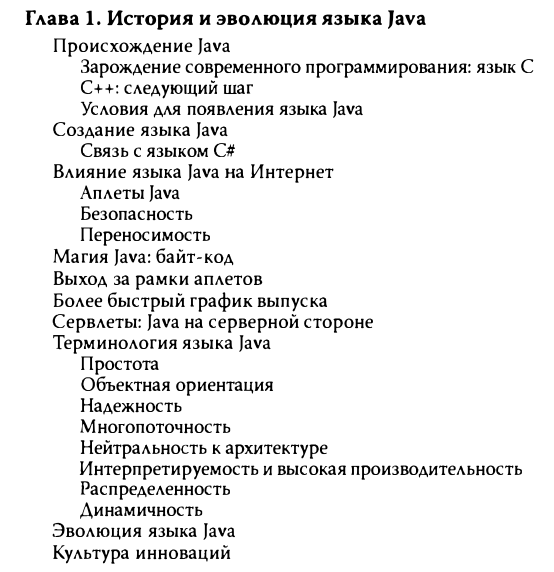 Глава 1. История и эволюция языка Java
Происхождение Java
Зарождение современного программирования: язык C
C++: следующий шаг
Условия для появления языка Java
Создание языка Java
Связь с языком C#
Влияние языка Java на Интернет
Аплеты Java
Безопасность
Переносимость
Магия Java: байт-код
Выход за рамки аплетов
Более быстрый график выпуска
Сервлеты: Java на серверной стороне
Терминология языка Java
Простота
Объектная ориентация
Надежность
Многопоточность
Нейтральность к архитектуре
Интерпретируемость и высокая производительность
Распределенность
Динамичность
Эволюция языка Java
Культура инноваций